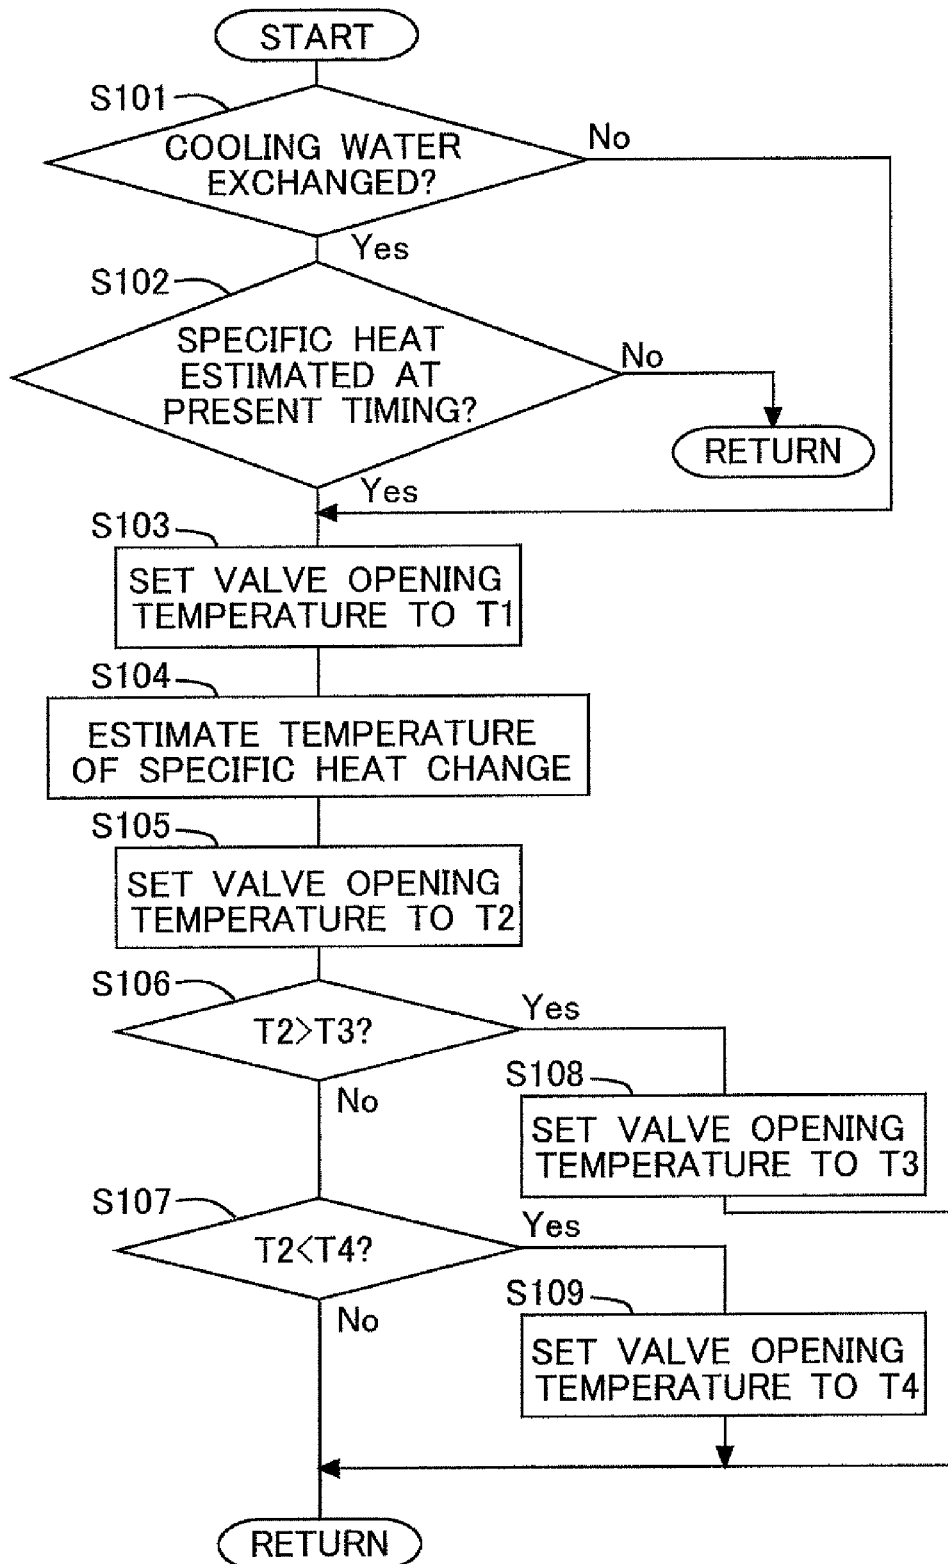 START
S101
COOLING WATER
EXCHANGED?
No
Yes
S102
SPECIFIC HEAT
ESTIMATED AT
PRESENT TIMING?
No
RETURN
Yes
S103
SET VALVE OPENING
TEMPERATURE TO T1
S104
ESTIMATE TEMPERATURE
OF SPECIFIC HEAT CHANGE
S105
SET VALVE OPENING
TEMPERATURE TO T2
S106
T2>T3?
Yes
No
S108
SET VALVE OPENING
TEMPERATURE TO T3
S107
T2<T4?
Yes
No
S109
SET VALVE OPENING
TEMPERATURE TO T4
RETURN